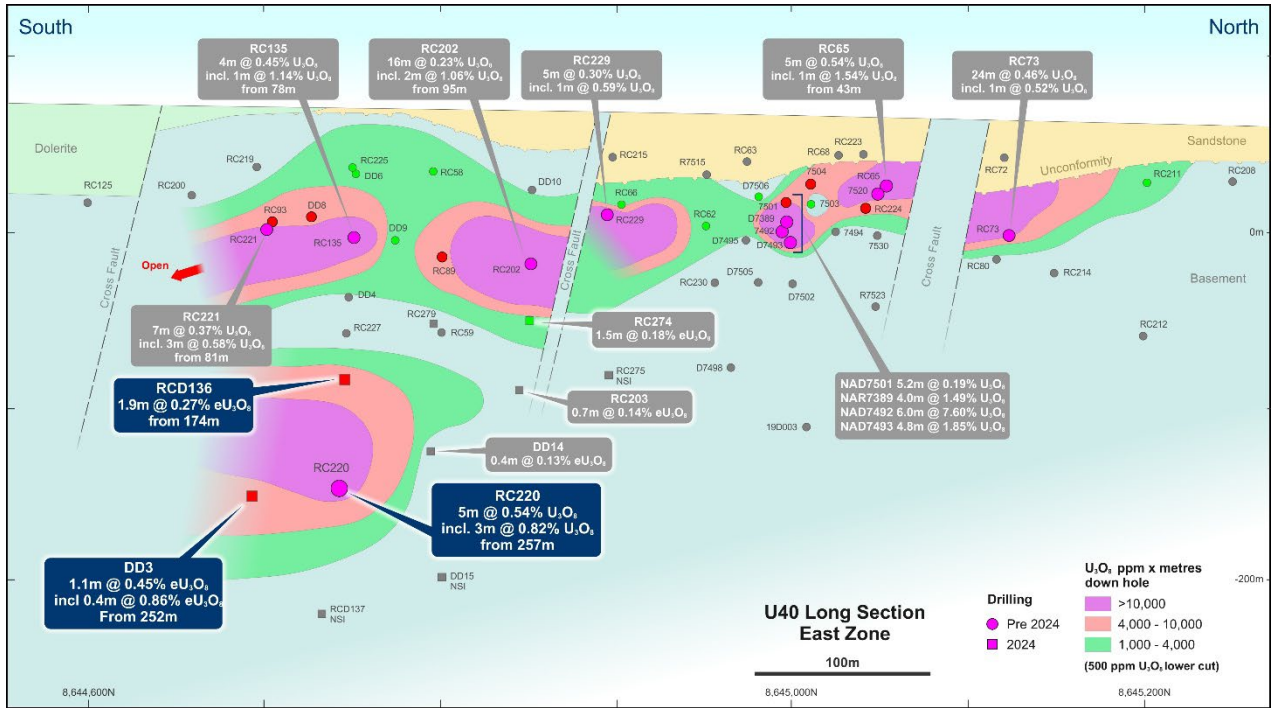 South
North
RC135
4m @ 0.45% U₃O₈
incl. 1m @ 1.14% U₃O₈
from 78m
RC202
16m @ 0.23% U₃O₈
incl. 2m @ 1.06% U₃O₈
from 95m
RC229
5m @ 0.30% U₃O₈
incl. 1m @ 0.59% U₃O₈
RC65
5m @ 0.54% U₃O₈
incl. 1m @ 1.54% U₃O₈
from 43m
RC73
24m @ 0.46% U₃O₈
incl. 1m @ 0.52% U₃O₈
Dolerite
Sandstone
Unconformity
Basement
Cross Fault
Cross Fault
Cross Fault
Open
RC125
RC200
RC219
RC225
DD6
RC58
DD10
RC215
R7515
RC63
RC68
RC223
7504
RC65
7520
RC72
RC211
RC208
RC93
DD8
RC221
RC135
DD9
RC89
RC202
RC66
RC229
RC62
D7506
7501
7503
D7389
7492
D7493
D7495
RC224
7494
7530
RC73
RC80
RC214
0m
DD4
RC227
RC279
RC59
RC230
D7505
D7502
R7523
RC212
RC221
7m @ 0.37% U₃O₈
incl. 3m @ 0.58% U₃O₈
from 81m
RC274
1.5m @ 0.18% eU₃O₈
RC275
NSI
D7498
RC203
0.7m @ 0.14% eU₃O₈
NAD7501 5.2m @ 0.19% U₃O₈
NAR7389 4.0m @ 1.49% U₃O₈
NAD7492 6.0m @ 7.60% U₃O₈
NAD7493 4.8m @ 1.85% U₃O₈
19D003
RCD136
1.9m @ 0.27% eU₃O₈
from 174m
DD14
0.4m @ 0.13% eU₃O₈
RC220
RC220
5m @ 0.54% U₃O₈
incl. 3m @ 0.82% U₃O₈
from 257m
DD3
1.1m @ 0.45% eU₃O₈
incl 0.4m @ 0.86% eU₃O₈
From 252m
DD15
NSI
RCD137
NSI
-200m
U40 Long Section
East Zone
100m
Drilling
Pre 2024
2024
U₃O₈ ppm x metres
down hole
>10,000
4,000 - 10,000
1,000 - 4,000
(500 ppm U₃O₈ lower cut)
8,644,600N
8,645,000N
8,645,200N